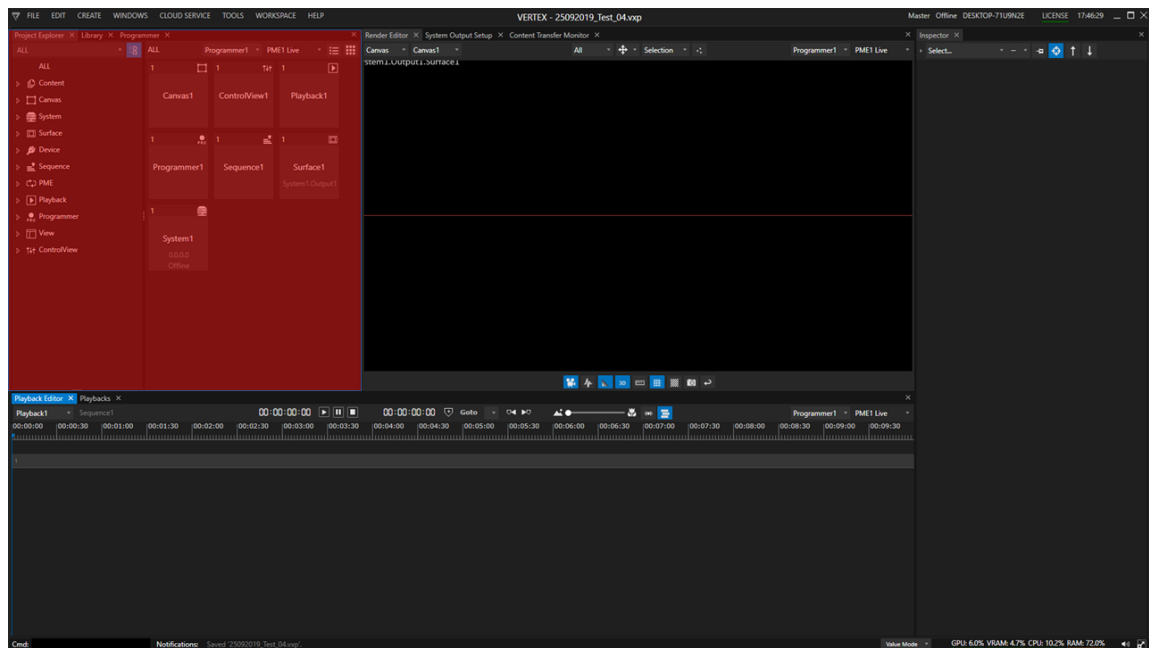 FILE EDIT CREATE WINDOWS CLOUD SERVICE TOOLS WORKSPACE HELP VERTEX - 25092019_Test_04.vxp Master Offline DESKTOP-71U9N2E LICENSE 17:46:29
Project Explorer Library Programmer Render Editor System Output Setup Content Transfer Monitor Inspector
ALL ALL Programmer1 PME1 Live Canvas Canvas1 All Selection Programmer1 PME1 Live Select...
stem1.Output1.Surface1
ALL
Content
Canvas
System
Surface
Device
Sequence
PME
Playback
Programmer
View
ControlView
1 1 1
Canvas1 ControlView1 Playback1
1 1 1
Programmer1 Sequence1 Surface1
System1.Output1
1
System1
0.0.0.0
Offline
3D
Playback Editor Playbacks
Playback1 Sequence1 00:00:00:00 00:00:00:00 Goto Programmer1 PME1 Live
00:00:00 00:00:30 00:01:00 00:01:30 00:02:00 00:02:30 00:03:00 00:03:30 00:04:00 00:04:30 00:05:00 00:05:30 00:06:00 00:06:30 00:07:00 00:07:30 00:08:00 00:08:30 00:09:00 00:09:30
1
Cmd: Notifications: Saved '25092019_Test_04.vxp'. Value Mode GPU: 6.0% VRAM: 4.7% CPU: 10.2% RAM: 72.0%